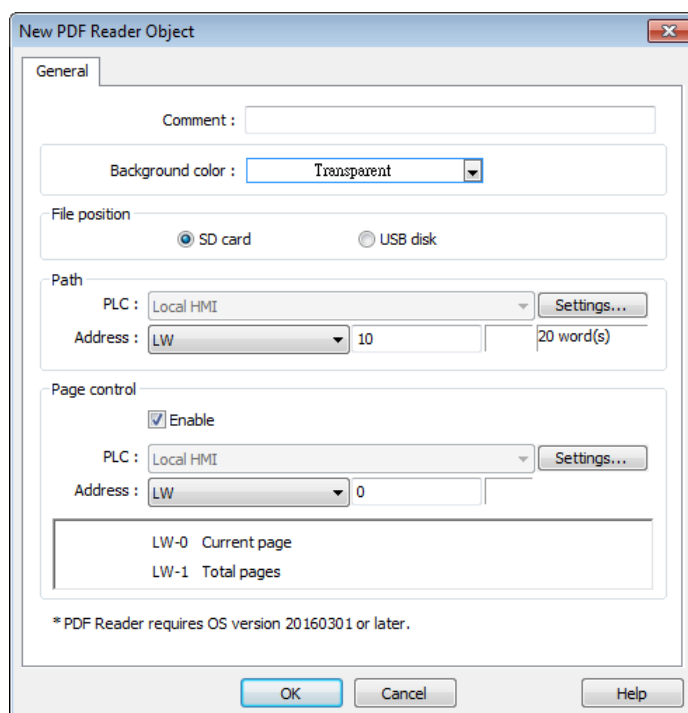 New PDF Reader Object
General
Comment :
Background color : Transparent
File position
SD card USB disk
Path
PLC : Local HMI Settings...
Address : LW 10 20 word(s)
Page control
Enable
PLC : Local HMI Settings...
Address : LW 0
LW-0 Current page
LW-1 Total pages
* PDF Reader requires OS version 20160301 or later.
OK Cancel Help